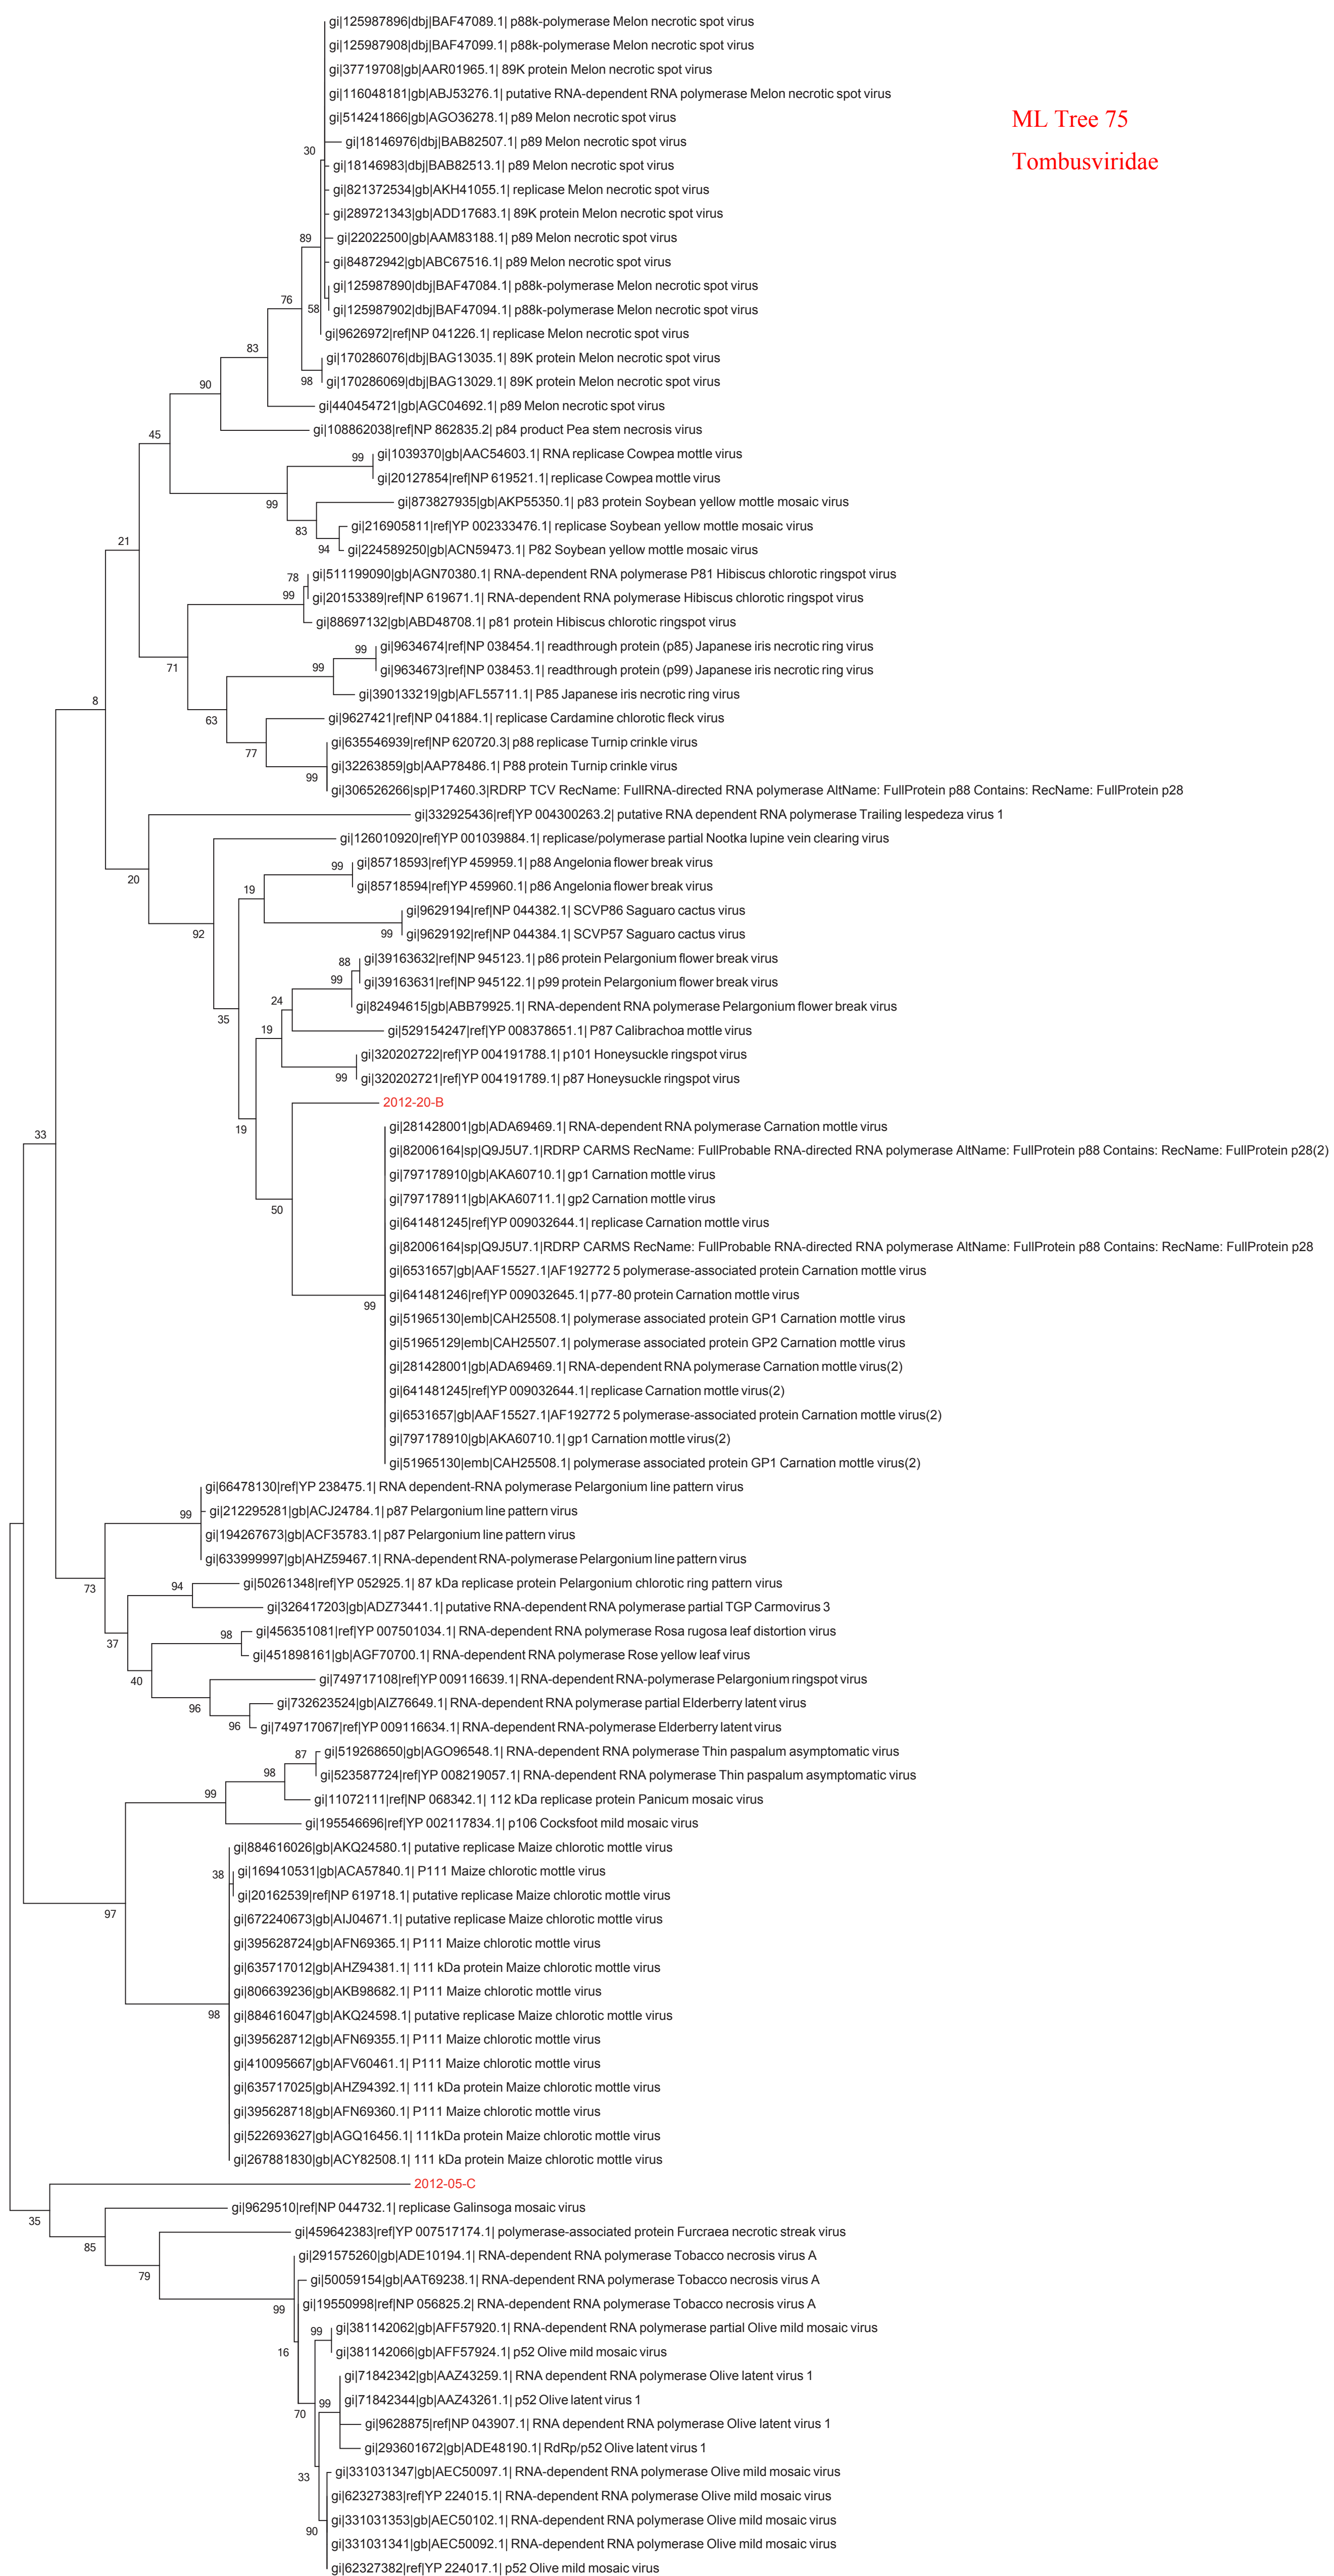 gi|125987896|dbj|BAF47089.1| p88k-polymerase Melon necrotic spot virus
gi|125987908|dbj|BAF47099.1| p88k-polymerase Melon necrotic spot virus
gi|37719708|gb|AAR01965.1| 89K protein Melon necrotic spot virus
gi|116048181|gb|ABJ53276.1| putative RNA-dependent RNA polymerase Melon necrotic spot virus
ML Tree 75
gi|514241866|gb|AGO36278.1| p89 Melon necrotic spot virus
gi|18146976|dbj|BAB82507.1| p89 Melon necrotic spot virus
30
Tombusviridae
gi|18146983|dbj|BAB82513.1| p89 Melon necrotic spot virus
gi|821372534|gb|AKH41055.1| replicase Melon necrotic spot virus
gi|289721343|gb|ADD17683.1| 89K protein Melon necrotic spot virus
89
gi|22022500|gb|AAM83188.1| p89 Melon necrotic spot virus
gi|84872942|gb|ABC67516.1| p89 Melon necrotic spot virus
gi|125987890|dbj|BAF47084.1| p88k-polymerase Melon necrotic spot virus
76
58
gi|125987902|dbj|BAF47094.1| p88k-polymerase Melon necrotic spot virus
gi|9626972|ref|NP 041226.1| replicase Melon necrotic spot virus
83
gi|170286076|dbj|BAG13035.1| 89K protein Melon necrotic spot virus
98
gi|170286069|dbj|BAG13029.1| 89K protein Melon necrotic spot virus
90
gi|440454721|gb|AGC04692.1| p89 Melon necrotic spot virus
gi|108862038|ref|NP 862835.2| p84 product Pea stem necrosis virus
45
99
gi|1039370|gb|AAC54603.1| RNA replicase Cowpea mottle virus
gi|20127854|ref|NP 619521.1| replicase Cowpea mottle virus
99
gi|873827935|gb|AKP55350.1| p83 protein Soybean yellow mottle mosaic virus
83
gi|216905811|ref|YP 002333476.1| replicase Soybean yellow mottle mosaic virus
21
94
gi|224589250|gb|ACN59473.1| P82 Soybean yellow mottle mosaic virus
78
gi|511199090|gb|AGN70380.1| RNA-dependent RNA polymerase P81 Hibiscus chlorotic ringspot virus
99
gi|20153389|ref|NP 619671.1| RNA-dependent RNA polymerase Hibiscus chlorotic ringspot virus
gi|88697132|gb|ABD48708.1| p81 protein Hibiscus chlorotic ringspot virus
99
gi|9634674|ref|NP 038454.1| readthrough protein (p85) Japanese iris necrotic ring virus
71
99
gi|9634673|ref|NP 038453.1| readthrough protein (p99) Japanese iris necrotic ring virus
gi|390133219|gb|AFL55711.1| P85 Japanese iris necrotic ring virus
8
63
gi|9627421|ref|NP 041884.1| replicase Cardamine chlorotic fleck virus
77
gi|635546939|ref|NP 620720.3| p88 replicase Turnip crinkle virus
gi|32263859|gb|AAP78486.1| P88 protein Turnip crinkle virus
99
gi|306526266|sp|P17460.3|RDRP TCV RecName: FullRNA-directed RNA polymerase AltName: FullProtein p88 Contains: RecName: FullProtein p28
gi|332925436|ref|YP 004300263.2| putative RNA dependent RNA polymerase Trailing lespedeza virus 1
gi|126010920|ref|YP 001039884.1| replicase/polymerase partial Nootka lupine vein clearing virus
20
99
gi|85718593|ref|YP 459959.1| p88 Angelonia flower break virus
19
gi|85718594|ref|YP 459960.1| p86 Angelonia flower break virus
gi|9629194|ref|NP 044382.1| SCVP86 Saguaro cactus virus
92
99
gi|9629192|ref|NP 044384.1| SCVP57 Saguaro cactus virus
88
gi|39163632|ref|NP 945123.1| p86 protein Pelargonium flower break virus
99
gi|39163631|ref|NP 945122.1| p99 protein Pelargonium flower break virus
24
gi|82494615|gb|ABB79925.1| RNA-dependent RNA polymerase Pelargonium flower break virus
35
19
gi|529154247|ref|YP 008378651.1| P87 Calibrachoa mottle virus
gi|320202722|ref|YP 004191788.1| p101 Honeysuckle ringspot virus
99
gi|320202721|ref|YP 004191789.1| p87 Honeysuckle ringspot virus
2012-20-B
19
gi|281428001|gb|ADA69469.1| RNA-dependent RNA polymerase Carnation mottle virus
33
gi|82006164|sp|Q9J5U7.1|RDRP CARMS RecName: FullProbable RNA-directed RNA polymerase AltName: FullProtein p88 Contains: RecName: FullProtein p28(2)
gi|797178910|gb|AKA60710.1| gp1 Carnation mottle virus
gi|797178911|gb|AKA60711.1| gp2 Carnation mottle virus
50
gi|641481245|ref|YP 009032644.1| replicase Carnation mottle virus
gi|82006164|sp|Q9J5U7.1|RDRP CARMS RecName: FullProbable RNA-directed RNA polymerase AltName: FullProtein p88 Contains: RecName: FullProtein p28
gi|6531657|gb|AAF15527.1|AF192772 5 polymerase-associated protein Carnation mottle virus
gi|641481246|ref|YP 009032645.1| p77-80 protein Carnation mottle virus
99
gi|51965130|emb|CAH25508.1| polymerase associated protein GP1 Carnation mottle virus
gi|51965129|emb|CAH25507.1| polymerase associated protein GP2 Carnation mottle virus
gi|281428001|gb|ADA69469.1| RNA-dependent RNA polymerase Carnation mottle virus(2)
gi|641481245|ref|YP 009032644.1| replicase Carnation mottle virus(2)
gi|6531657|gb|AAF15527.1|AF192772 5 polymerase-associated protein Carnation mottle virus(2)
gi|797178910|gb|AKA60710.1| gp1 Carnation mottle virus(2)
gi|51965130|emb|CAH25508.1| polymerase associated protein GP1 Carnation mottle virus(2)
gi|66478130|ref|YP 238475.1| RNA dependent-RNA polymerase Pelargonium line pattern virus
99
gi|212295281|gb|ACJ24784.1| p87 Pelargonium line pattern virus
gi|194267673|gb|ACF35783.1| p87 Pelargonium line pattern virus
gi|633999997|gb|AHZ59467.1| RNA-dependent RNA-polymerase Pelargonium line pattern virus
73
94
gi|50261348|ref|YP 052925.1| 87 kDa replicase protein Pelargonium chlorotic ring pattern virus
gi|326417203|gb|ADZ73441.1| putative RNA-dependent RNA polymerase partial TGP Carmovirus 3
37
98
gi|456351081|ref|YP 007501034.1| RNA-dependent RNA polymerase Rosa rugosa leaf distortion virus
gi|451898161|gb|AGF70700.1| RNA-dependent RNA polymerase Rose yellow leaf virus
40
gi|749717108|ref|YP 009116639.1| RNA-dependent RNA-polymerase Pelargonium ringspot virus
96
gi|732623524|gb|AIZ76649.1| RNA-dependent RNA polymerase partial Elderberry latent virus
96
gi|749717067|ref|YP 009116634.1| RNA-dependent RNA-polymerase Elderberry latent virus
87
gi|519268650|gb|AGO96548.1| RNA-dependent RNA polymerase Thin paspalum asymptomatic virus
98
gi|523587724|ref|YP 008219057.1| RNA-dependent RNA polymerase Thin paspalum asymptomatic virus
99
gi|11072111|ref|NP 068342.1| 112 kDa replicase protein Panicum mosaic virus
gi|195546696|ref|YP 002117834.1| p106 Cocksfoot mild mosaic virus
gi|884616026|gb|AKQ24580.1| putative replicase Maize chlorotic mottle virus
38
gi|169410531|gb|ACA57840.1| P111 Maize chlorotic mottle virus
gi|20162539|ref|NP 619718.1| putative replicase Maize chlorotic mottle virus
97
gi|672240673|gb|AIJ04671.1| putative replicase Maize chlorotic mottle virus
gi|395628724|gb|AFN69365.1| P111 Maize chlorotic mottle virus
gi|635717012|gb|AHZ94381.1| 111 kDa protein Maize chlorotic mottle virus
gi|806639236|gb|AKB98682.1| P111 Maize chlorotic mottle virus
98
gi|884616047|gb|AKQ24598.1| putative replicase Maize chlorotic mottle virus
gi|395628712|gb|AFN69355.1| P111 Maize chlorotic mottle virus
gi|410095667|gb|AFV60461.1| P111 Maize chlorotic mottle virus
gi|635717025|gb|AHZ94392.1| 111 kDa protein Maize chlorotic mottle virus
gi|395628718|gb|AFN69360.1| P111 Maize chlorotic mottle virus
gi|522693627|gb|AGQ16456.1| 111kDa protein Maize chlorotic mottle virus
gi|267881830|gb|ACY82508.1| 111 kDa protein Maize chlorotic mottle virus
2012-05-C
35
gi|9629510|ref|NP 044732.1| replicase Galinsoga mosaic virus
85
gi|459642383|ref|YP 007517174.1| polymerase-associated protein Furcraea necrotic streak virus
gi|291575260|gb|ADE10194.1| RNA-dependent RNA polymerase Tobacco necrosis virus A
79
gi|50059154|gb|AAT69238.1| RNA-dependent RNA polymerase Tobacco necrosis virus A
99
gi|19550998|ref|NP 056825.2| RNA-dependent RNA polymerase Tobacco necrosis virus A
99
gi|381142062|gb|AFF57920.1| RNA-dependent RNA polymerase partial Olive mild mosaic virus
16
gi|381142066|gb|AFF57924.1| p52 Olive mild mosaic virus
gi|71842342|gb|AAZ43259.1| RNA dependent RNA polymerase Olive latent virus 1
99
gi|71842344|gb|AAZ43261.1| p52 Olive latent virus 1
70
gi|9628875|ref|NP 043907.1| RNA dependent RNA polymerase Olive latent virus 1
gi|293601672|gb|ADE48190.1| RdRp/p52 Olive latent virus 1
33
gi|331031347|gb|AEC50097.1| RNA-dependent RNA polymerase Olive mild mosaic virus
gi|62327383|ref|YP 224015.1| RNA-dependent RNA polymerase Olive mild mosaic virus
gi|331031353|gb|AEC50102.1| RNA-dependent RNA polymerase Olive mild mosaic virus
90
gi|331031341|gb|AEC50092.1| RNA-dependent RNA polymerase Olive mild mosaic virus
gi|62327382|ref|YP 224017.1| p52 Olive mild mosaic virus